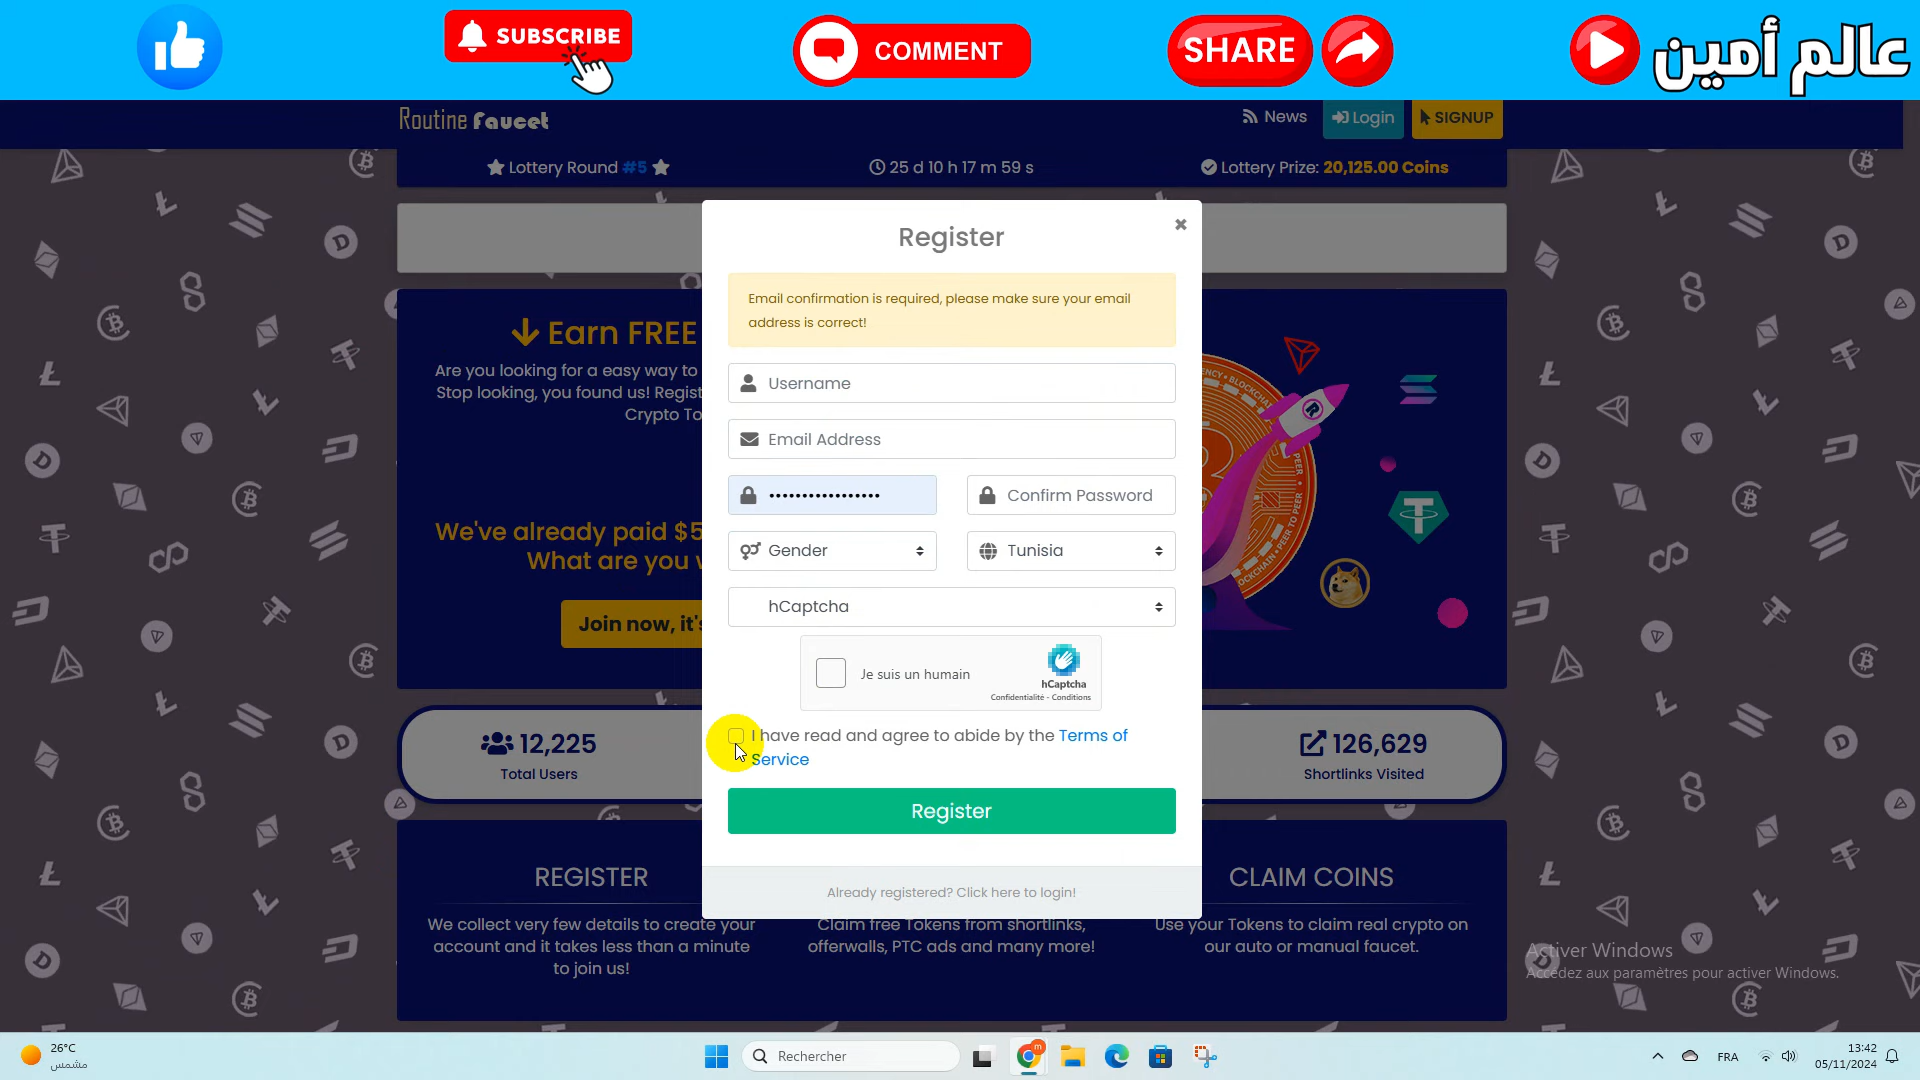 SUBSCRIBE
COMMENT
SHARE
عالم أمين
Routine Faucet
News
Login
SIGNUP
Lottery Round #5
25 d 10 h 17 m 59 s
Lottery Prize: 20,125.00 Coins
Register
Email confirmation is required, please make sure your email
address is correct!
Username
Email Address
•••••••••••••••••
Confirm Password
Gender
Tunisia
hCaptcha
Je suis un humain
hCaptcha
Confidentialité - Conditions
I have read and agree to abide by the Terms of
Service
Register
Already registered? Click here to login!
Earn FREE
Are you looking for a easy way to
Stop looking, you found us! Regist
Crypto To
We've already paid $5
What are you w
Join now, it's
12,225
Total Users
126,629
Shortlinks Visited
REGISTER
We collect very few details to create your
account and it takes less than a minute
to join us!
Claim free Tokens from shortlinks,
offerwalls, PTC ads and many more!
CLAIM COINS
Use your Tokens to claim real crypto on
our auto or manual faucet.
Activer Windows
Accédez aux paramètres pour activer Windows.
26°C
مشمس
Rechercher
FRA
13:42
05/11/2024